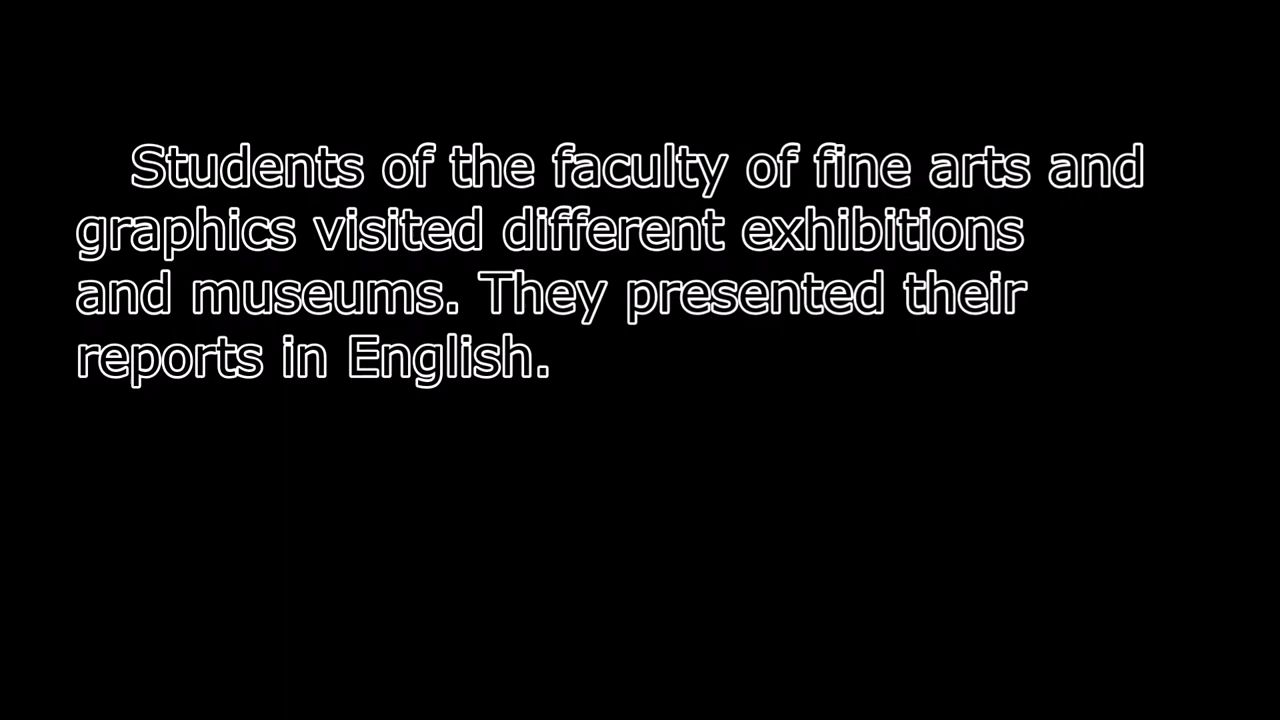 Students of the faculty of fine arts and
graphics visited different exhibitions
and museums. They presented their
reports in English.